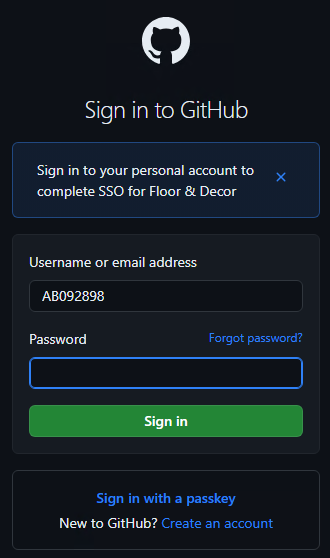 Sign in to GitHub
Sign in to your personal account to
complete SSO for Floor & Decor
Username or email address
AB092898
Password Forgot password?
Sign in
Sign in with a passkey
New to GitHub? Create an account